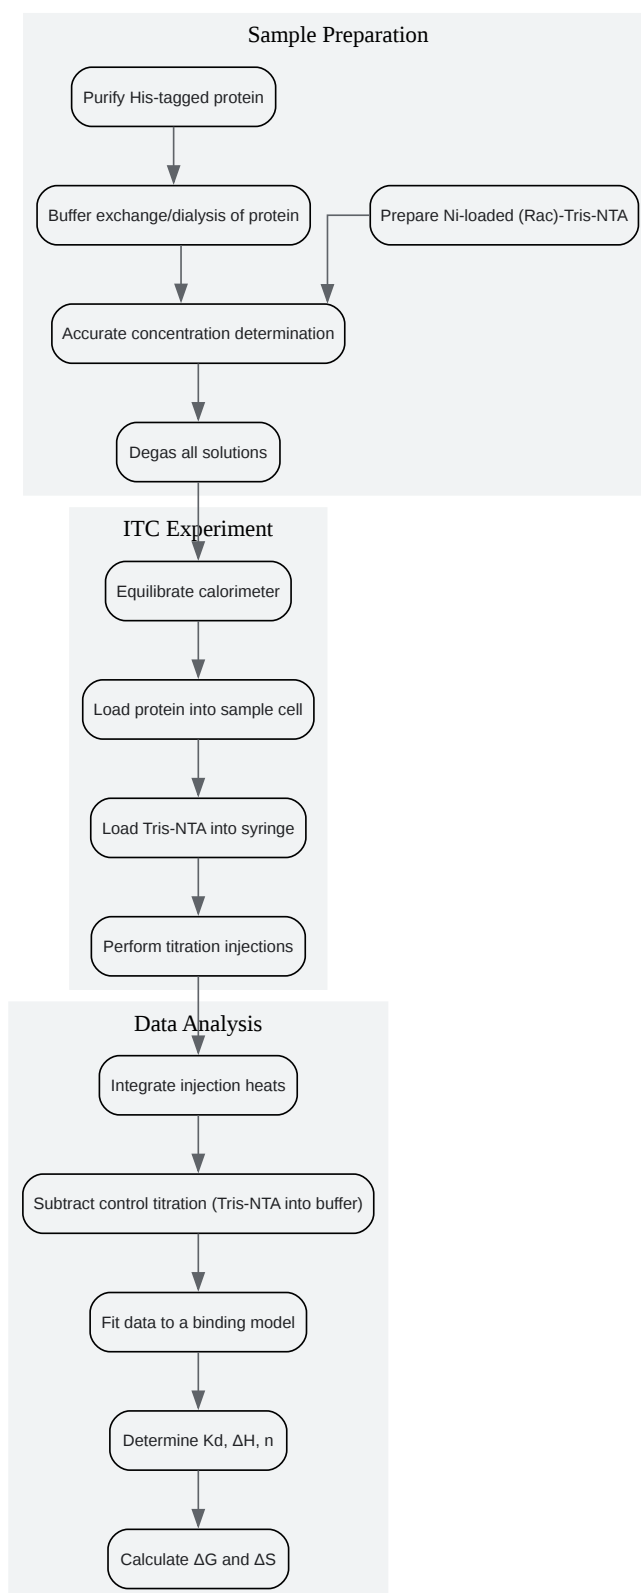 Sample Preparation
Purify His-tagged protein
Buffer exchange/dialysis of protein
Prepare Ni-loaded (Rac)-Tris-NTA
Accurate concentration determination
Degas all solutions
ITC Experiment
Equilibrate calorimeter
Load protein into sample cell
Load Tris-NTA into syringe
Perform titration injections
Data Analysis
Integrate injection heats
Subtract control titration (Tris-NTA into buffer)
Fit data to a binding model
Determine Kd, ΔH, n
Calculate ΔG and ΔS